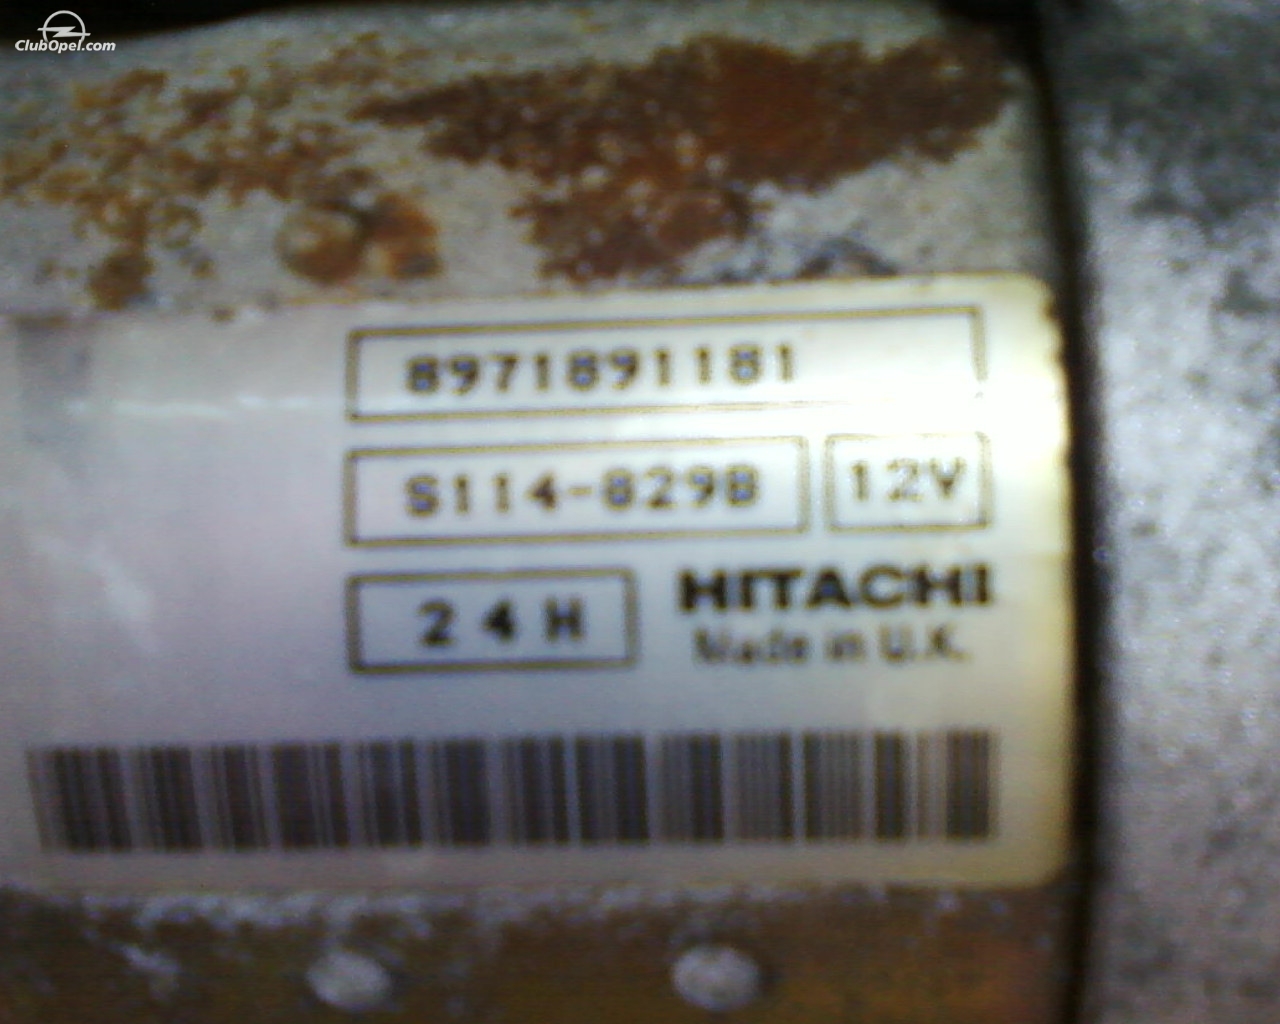 ClubOpel.com
8971891181
S114-829B
12V
24H
HITACHI
Made in U.K.